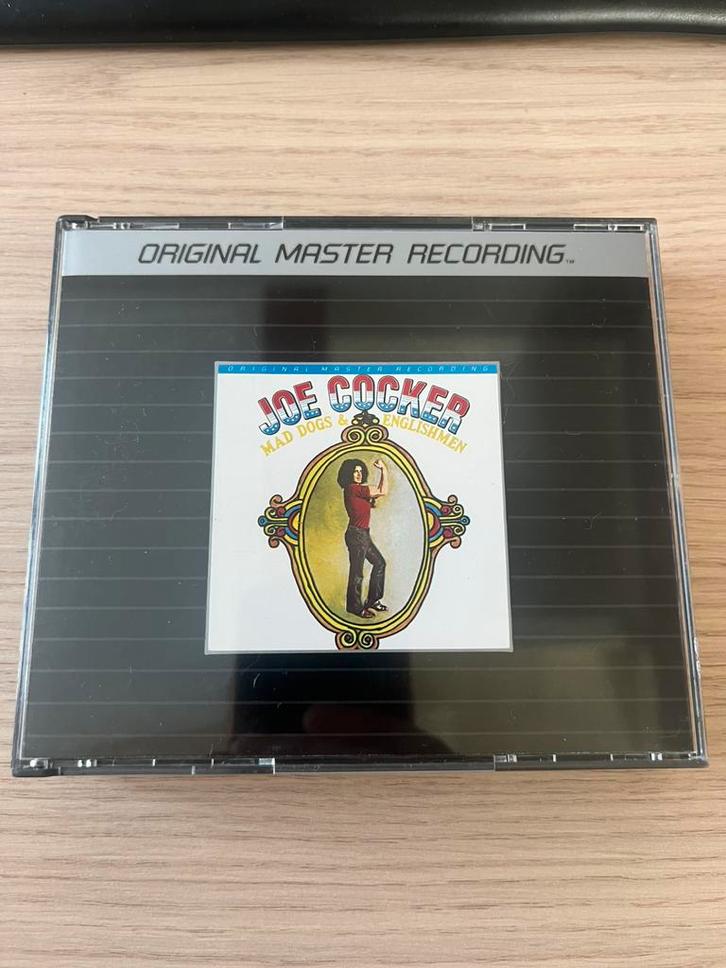 ORIGINAL MASTER RECORDING™
ORIGINAL MASTER RECORDING
JOE COCKER
MAD DOGS & ENGLISHMEN